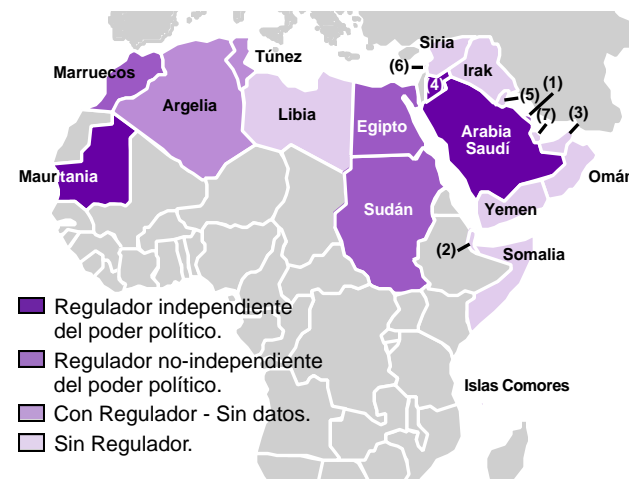 Siria
Túnez
(6)
Marruecos
Irak
(1)
4
(5)
Argelia
(7)
(3)
Libia
Egipto
Arabia
Saudí
Mauritania
Omán
Yemen
Sudán
(2)
Somalia
Regulador independiente
del poder político.
Regulador no-independiente
del poder político.
Islas Comores
Con Regulador - Sin datos.
Sin Regulador.